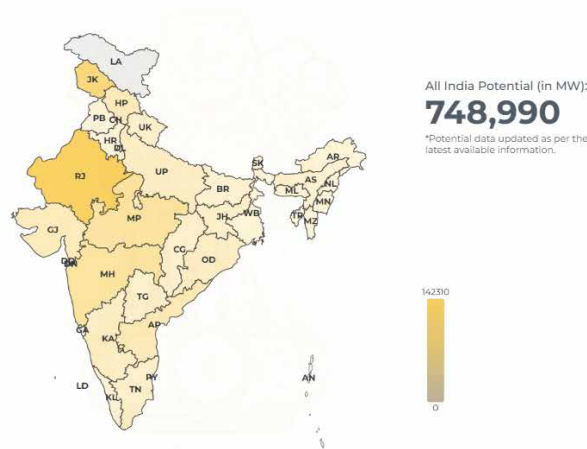 LA
JK
HP
PB
CH
UK
HR
DL
RJ
UP
SK
AR
AS
NL
ML
BR
MN
MP
JH
WB
TR
MZ
GJ
CG
OD
MH
TG
GA
KA
AP
LD
PY
KL
TN
AN
All India Potential (in MW):
748,990
*Potential data updated as per the
latest available information.
142310
0